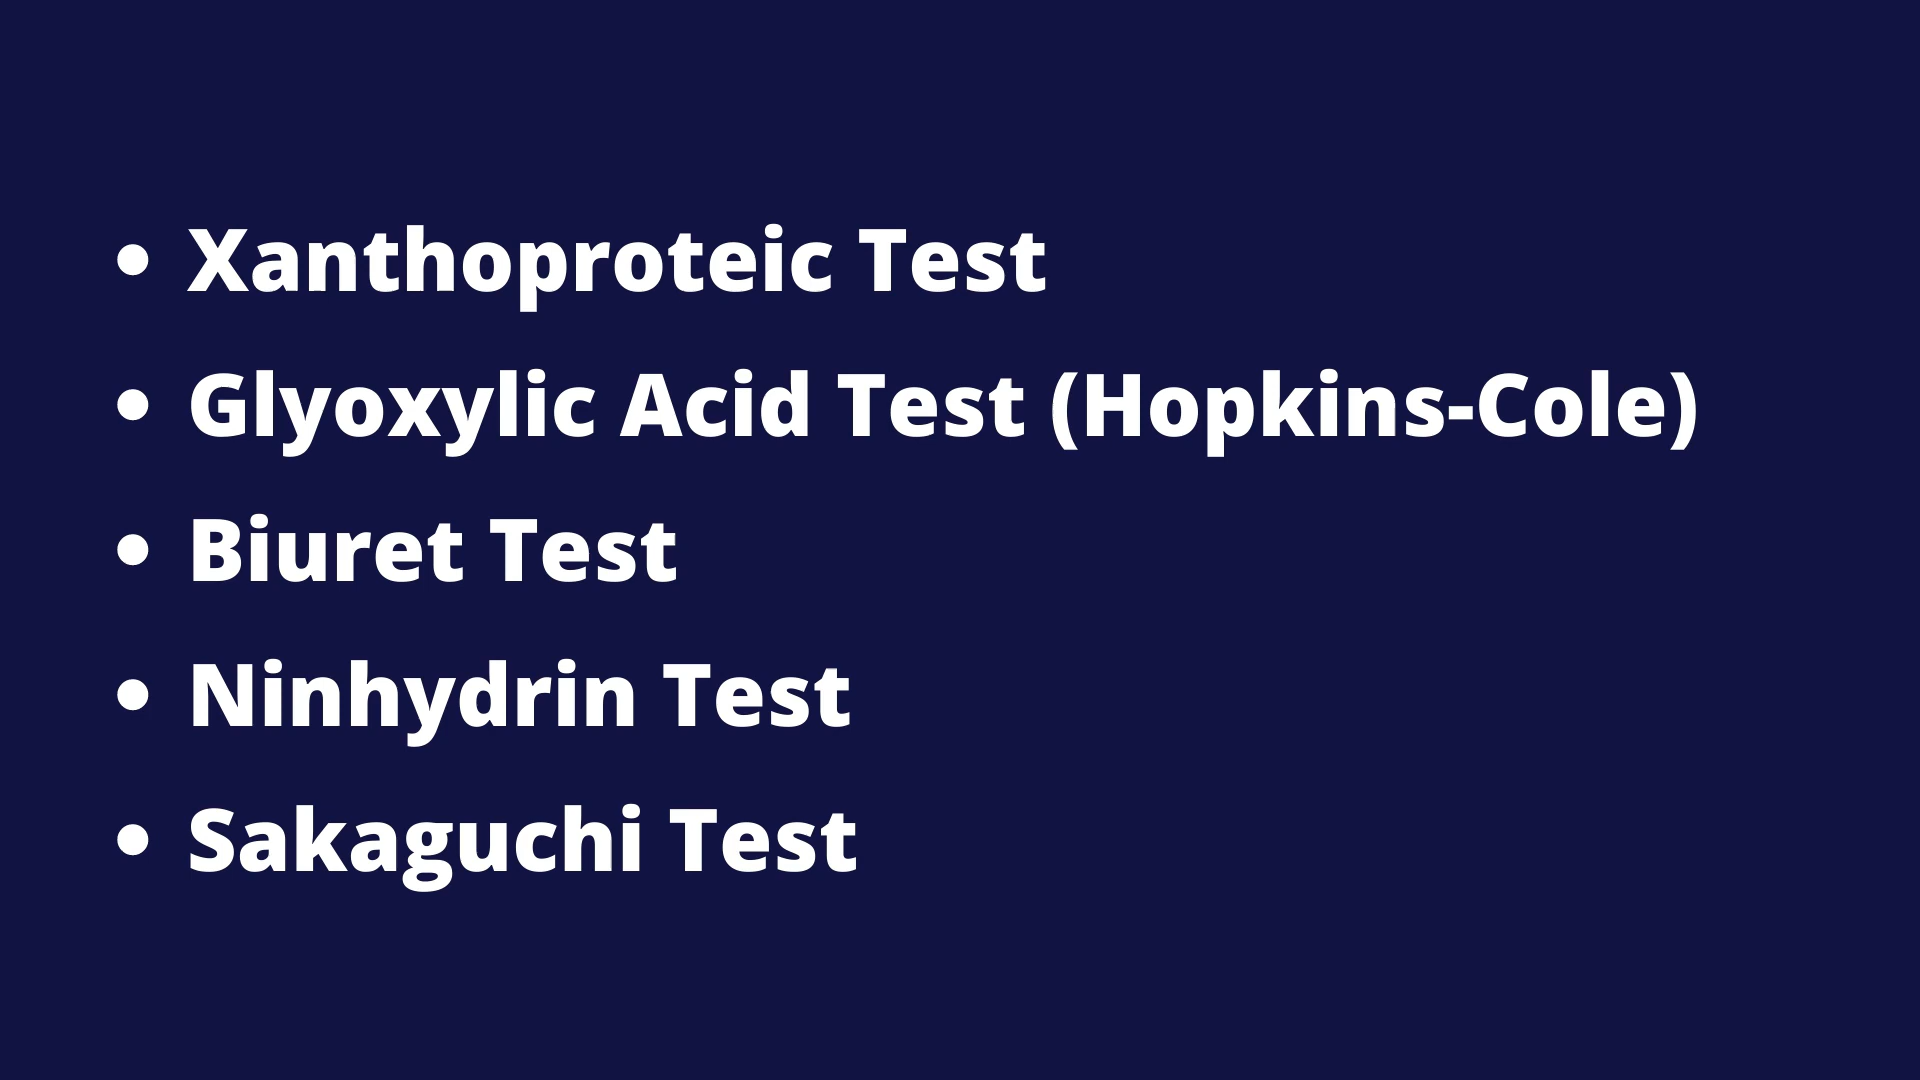 • Xanthoproteic Test
• Glyoxylic Acid Test (Hopkins-Cole)
• Biuret Test
• Ninhydrin Test
• Sakaguchi Test